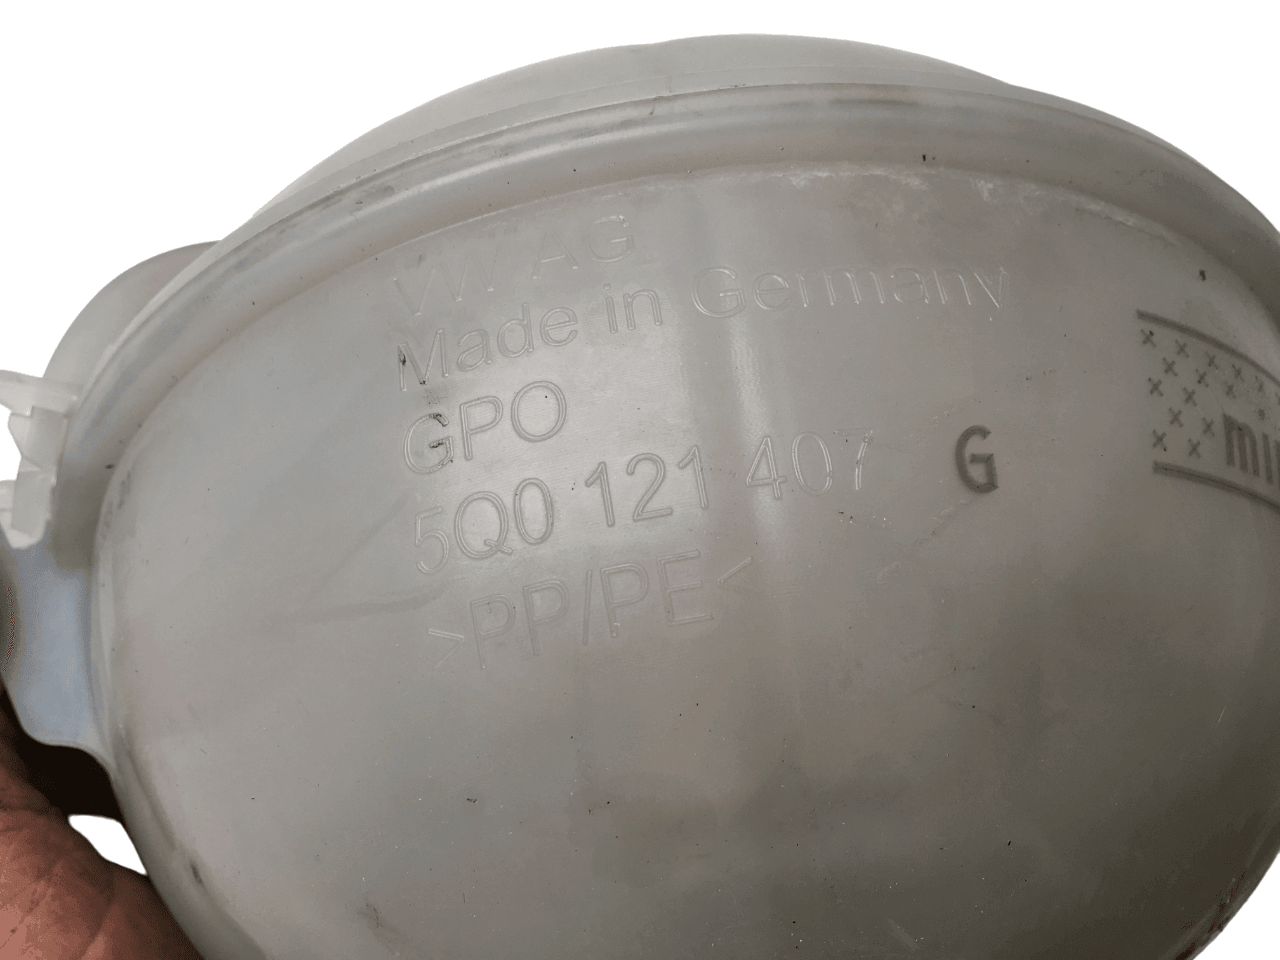 VW AG
Made in Germany
GPO
5Q0 121 407 G
>PP/PE<